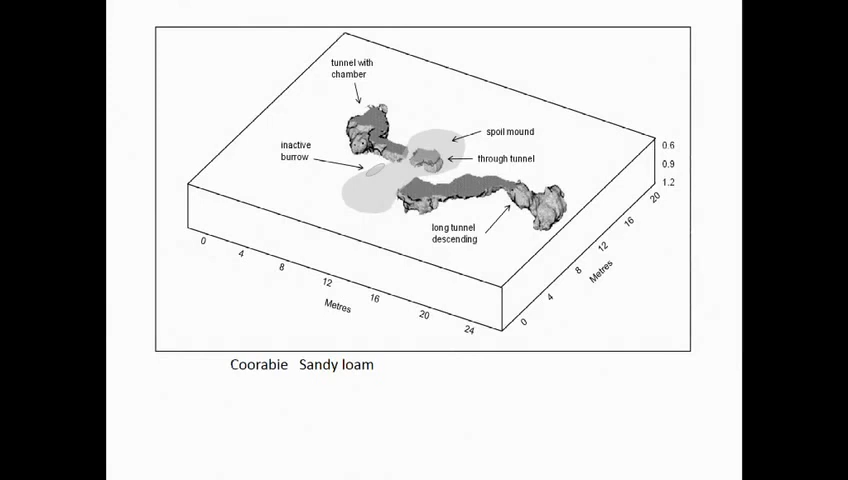 tunnel with
chamber
spoil mound
inactive
burrow
through tunnel
long tunnel
descending
0.6
0.9
1.2
0
4
8
12
16
20
24
Metres
0
4
8
12
16
20
Metres
Coorabie Sandy loam